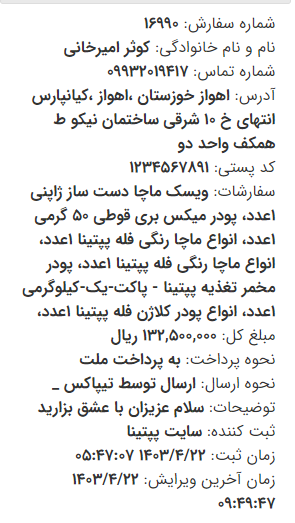 شماره سفارش: ۱۶۹۹۰
نام و نام خانوادگی: کوثر امیرخانی
شماره تماس: ۰۹۹۳۲۰۱۹۴۱۷
آدرس: اهواز خوزستان ،اهواز ،کیانپارس
انتهای خ ۱۰ شرقی ساختمان نیکو ط
همکف واحد دو
کد پستی: ۱۲۳۴۵۶۷۸۹۱
سفارشات: ویسک ماچا دست ساز ژاپنی
۱عدد، پودر میکس بری قوطی ۵۰ گرمی
۱عدد، انواع ماچا رنگی فله پپتینا ۱عدد،
انواع ماچا رنگی فله پپتینا ۱عدد، پودر
مخمر تغذیه پپتینا - پاکت-یک-کیلوگرمی
۱عدد، انواع پودر کلاژن فله پپتینا ۱عدد،
مبلغ کل: ۱۳۲,۵۰۰,۰۰۰ ریال
نحوه پرداخت: به پرداخت ملت
نحوه ارسال: ارسال توسط تیپاکس _
توضیحات: سلام عزیزان با عشق بزارید
ثبت کننده: سایت پپتینا
زمان ثبت: ۱۴۰۳/۴/۲۲ ۰۵:۴۷:۰۷
زمان آخرین ویرایش: ۱۴۰۳/۴/۲۲
۰۹:۴۹:۴۷